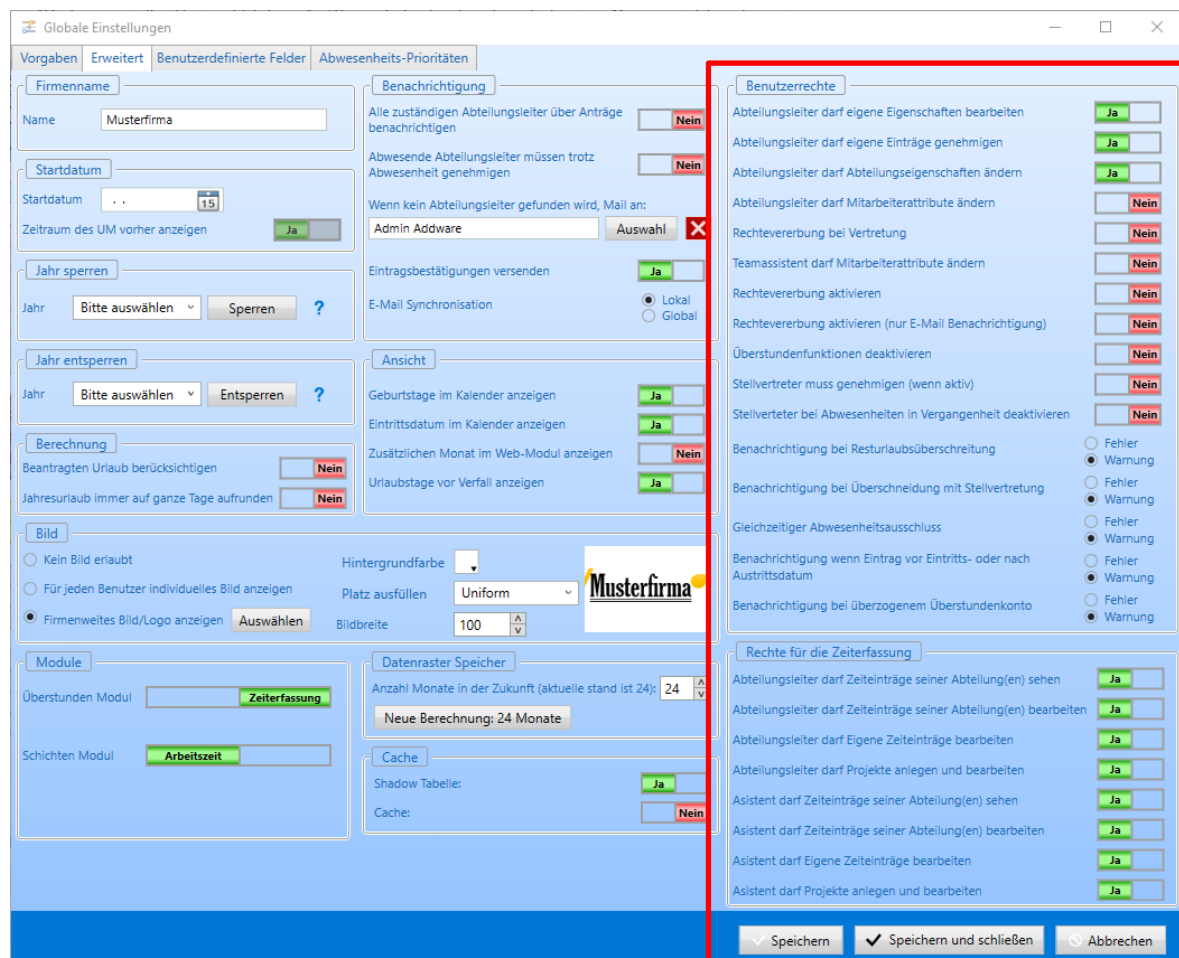 Globale Einstellungen
Vorgaben Erweitert Benutzerdefinierte Felder Abwesenheits-Prioritäten
Firmenname
Name Musterfirma
Startdatum
Startdatum . . 15
Zeitraum des UM vorher anzeigen Ja
Jahr sperren
Jahr Bitte auswählen Sperren ?
Jahr entsperren
Jahr Bitte auswählen Entsperren ?
Berechnung
Beantragten Urlaub berücksichtigen Nein
Jahresurlaub immer auf ganze Tage aufrunden Nein
Benachrichtigung
Alle zuständigen Abteilungsleiter über Anträge
benachrichtigen Nein
Abwesende Abteilungsleiter müssen trotz
Abwesenheit genehmigen Nein
Wenn kein Abteilungsleiter gefunden wird, Mail an:
Admin Addware Auswahl
Eintragsbestätigungen versenden Ja
E-Mail Synchronisation Lokal
Global
Ansicht
Geburtstage im Kalender anzeigen Ja
Eintrittsdatum im Kalender anzeigen Ja
Zusätzlichen Monat im Web-Modul anzeigen Nein
Urlaubstage vor Verfall anzeigen Ja
Bild
Kein Bild erlaubt
Für jeden Benutzer individuelles Bild anzeigen
Firmenweites Bild/Logo anzeigen Auswählen
Hintergrundfarbe
Platz ausfüllen Uniform
Bildbreite 100
Musterfirma
Module
Überstunden Modul Zeiterfassung
Schichten Modul Arbeitszeit
Datenraster Speicher
Anzahl Monate in der Zukunft (aktuelle stand ist 24): 24
Neue Berechnung: 24 Monate
Cache
Shadow Tabelle: Ja
Cache: Nein
Benutzerrechte
Abteilungsleiter darf eigene Eigenschaften bearbeiten Ja
Abteilungsleiter darf eigene Einträge genehmigen Ja
Abteilungsleiter darf Abteilungseigenschaften ändern Ja
Abteilungsleiter darf Mitarbeiterattribute ändern Nein
Rechtevererbung bei Vertretung Nein
Teamassistent darf Mitarbeiterattribute ändern Nein
Rechtevererbung aktivieren Nein
Rechtevererbung aktivieren (nur E-Mail Benachrichtigung) Nein
Überstundenfunktionen deaktivieren Nein
Stellvertreter muss genehmigen (wenn aktiv) Nein
Stellverteter bei Abwesenheiten in Vergangenheit deaktivieren Nein
Benachrichtigung bei Resturlaubsüberschreitung Fehler
Warnung
Benachrichtigung bei Überschneidung mit Stellvertretung Fehler
Warnung
Gleichzeitiger Abwesenheitsausschluss Fehler
Warnung
Benachrichtigung wenn Eintrag vor Eintritts- oder nach Fehler
Austrittsdatum Warnung
Benachrichtigung bei überzogenem Überstundenkonto Fehler
Warnung
Rechte für die Zeiterfassung
Abteilungsleiter darf Zeiteinträge seiner Abteilung(en) sehen Ja
Abteilungsleiter darf Zeiteinträge seiner Abteilung(en) bearbeiten Ja
Abteilungsleiter darf Eigene Zeiteinträge bearbeiten Ja
Abteilungsleiter darf Projekte anlegen und bearbeiten Ja
Asistent darf Zeiteinträge seiner Abteilung(en) sehen Ja
Asistent darf Zeiteinträge seiner Abteilung(en) bearbeiten Ja
Asistent darf Eigene Zeiteinträge bearbeiten Ja
Asistent darf Projekte anlegen und bearbeiten Ja
Speichern Speichern und schließen Abbrechen